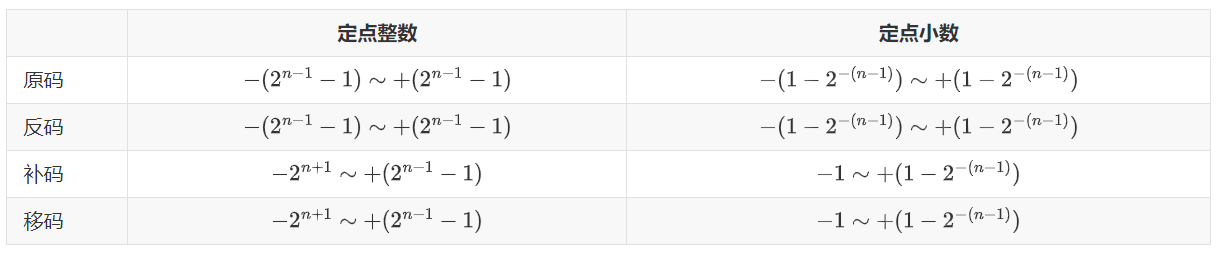 定点整数 定点小数
原码 $-(2^{n-1}-1) \sim +(2^{n-1}-1)$ $-(1-2^{-(n-1)}) \sim +(1-2^{-(n-1)})$
反码 $-(2^{n-1}-1) \sim +(2^{n-1}-1)$ $-(1-2^{-(n-1)}) \sim +(1-2^{-(n-1)})$
补码 $-2^{n+1} \sim +(2^{n-1}-1)$ $-1 \sim +(1-2^{-(n-1)})$
移码 $-2^{n+1} \sim +(2^{n-1}-1)$ $-1 \sim +(1-2^{-(n-1)})$